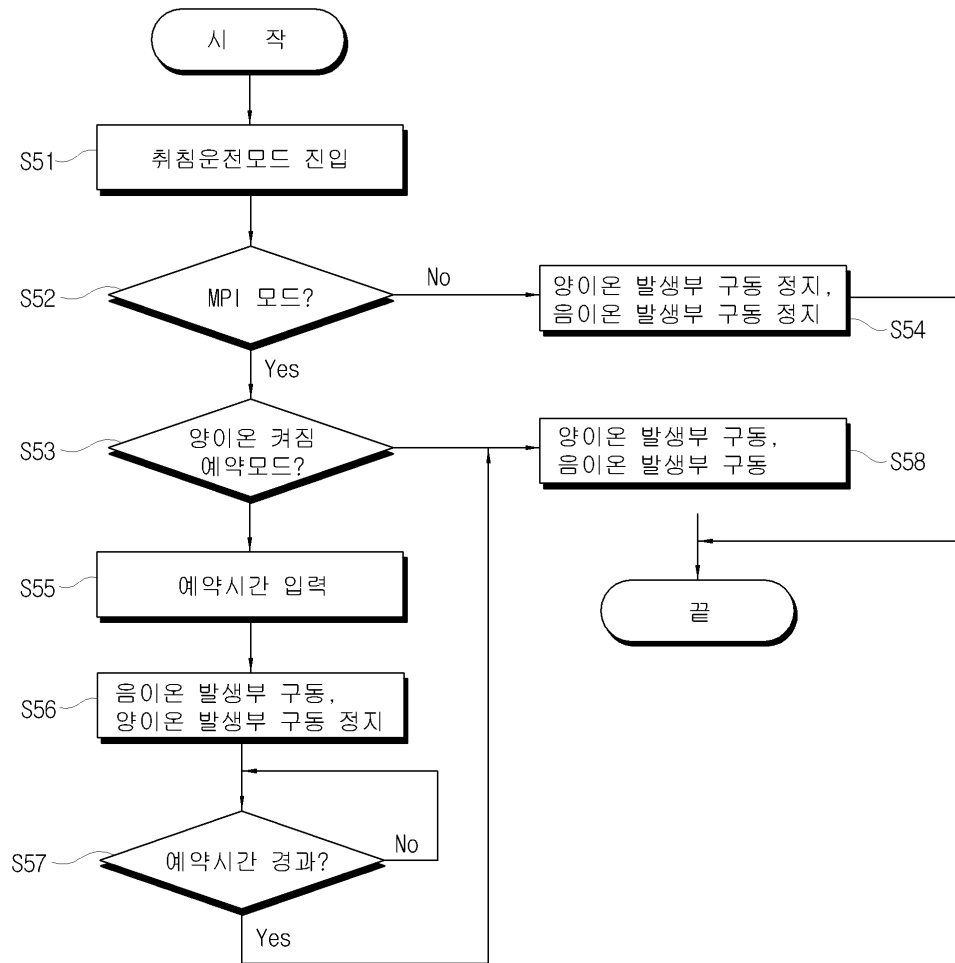 시 작
S51
취침운전모드 진입
S52
MPI 모드?
No
양이온 발생부 구동 정지,
음이온 발생부 구동 정지
S54
Yes
S53
양이온 켜짐
예약모드?
양이온 발생부 구동,
음이온 발생부 구동
S58
S55
예약시간 입력
끝
S56
음이온 발생부 구동,
양이온 발생부 구동 정지
S57
예약시간 경과?
No
Yes